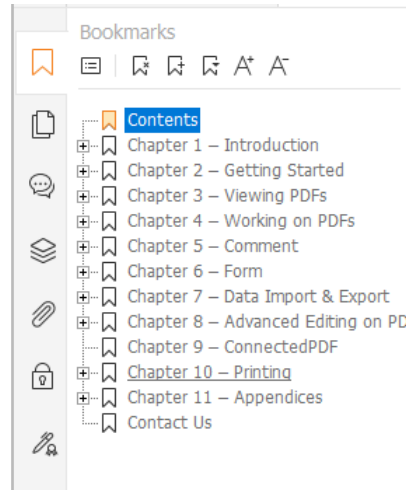 Bookmarks
Contents
Chapter 1 – Introduction
Chapter 2 – Getting Started
Chapter 3 – Viewing PDFs
Chapter 4 – Working on PDFs
Chapter 5 – Comment
Chapter 6 – Form
Chapter 7 – Data Import & Export
Chapter 8 – Advanced Editing on PD
Chapter 9 – ConnectedPDF
Chapter 10 – Printing
Chapter 11 – Appendices
Contact Us